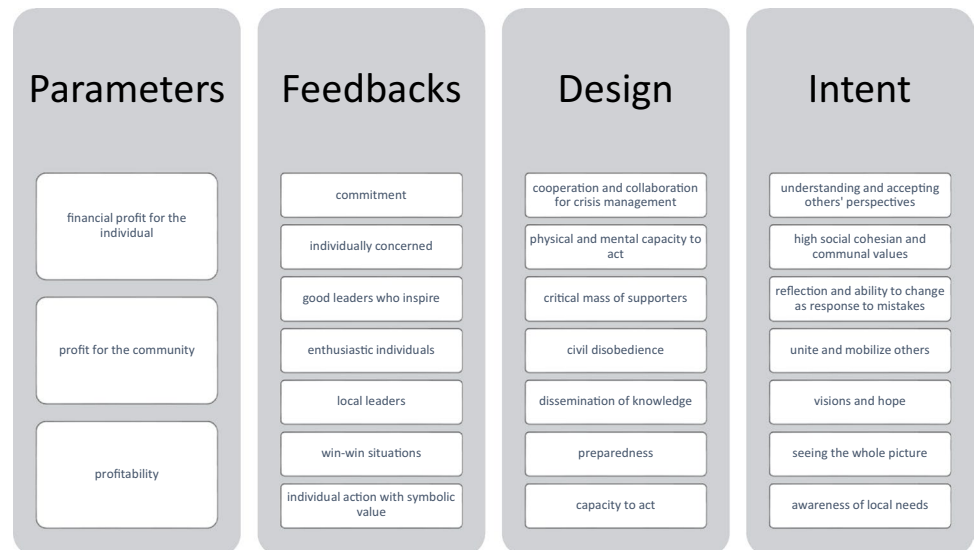 Parameters
financial profit for the
individual
profit for the community
profitability
Feedbacks
commitment
individually concerned
good leaders who inspire
enthusiastic individuals
local leaders
win-win situations
individual action with symbolic
value
Design
cooperation and collaboration
for crisis management
physical and mental capacity to
act
critical mass of supporters
civil disobedience
dissemination of knowledge
preparedness
capacity to act
Intent
understanding and accepting
others' perspectives
high social cohesian and
communal values
reflection and ability to change
as response to mistakes
unite and mobilize others
visions and hope
seeing the whole picture
awareness of local needs